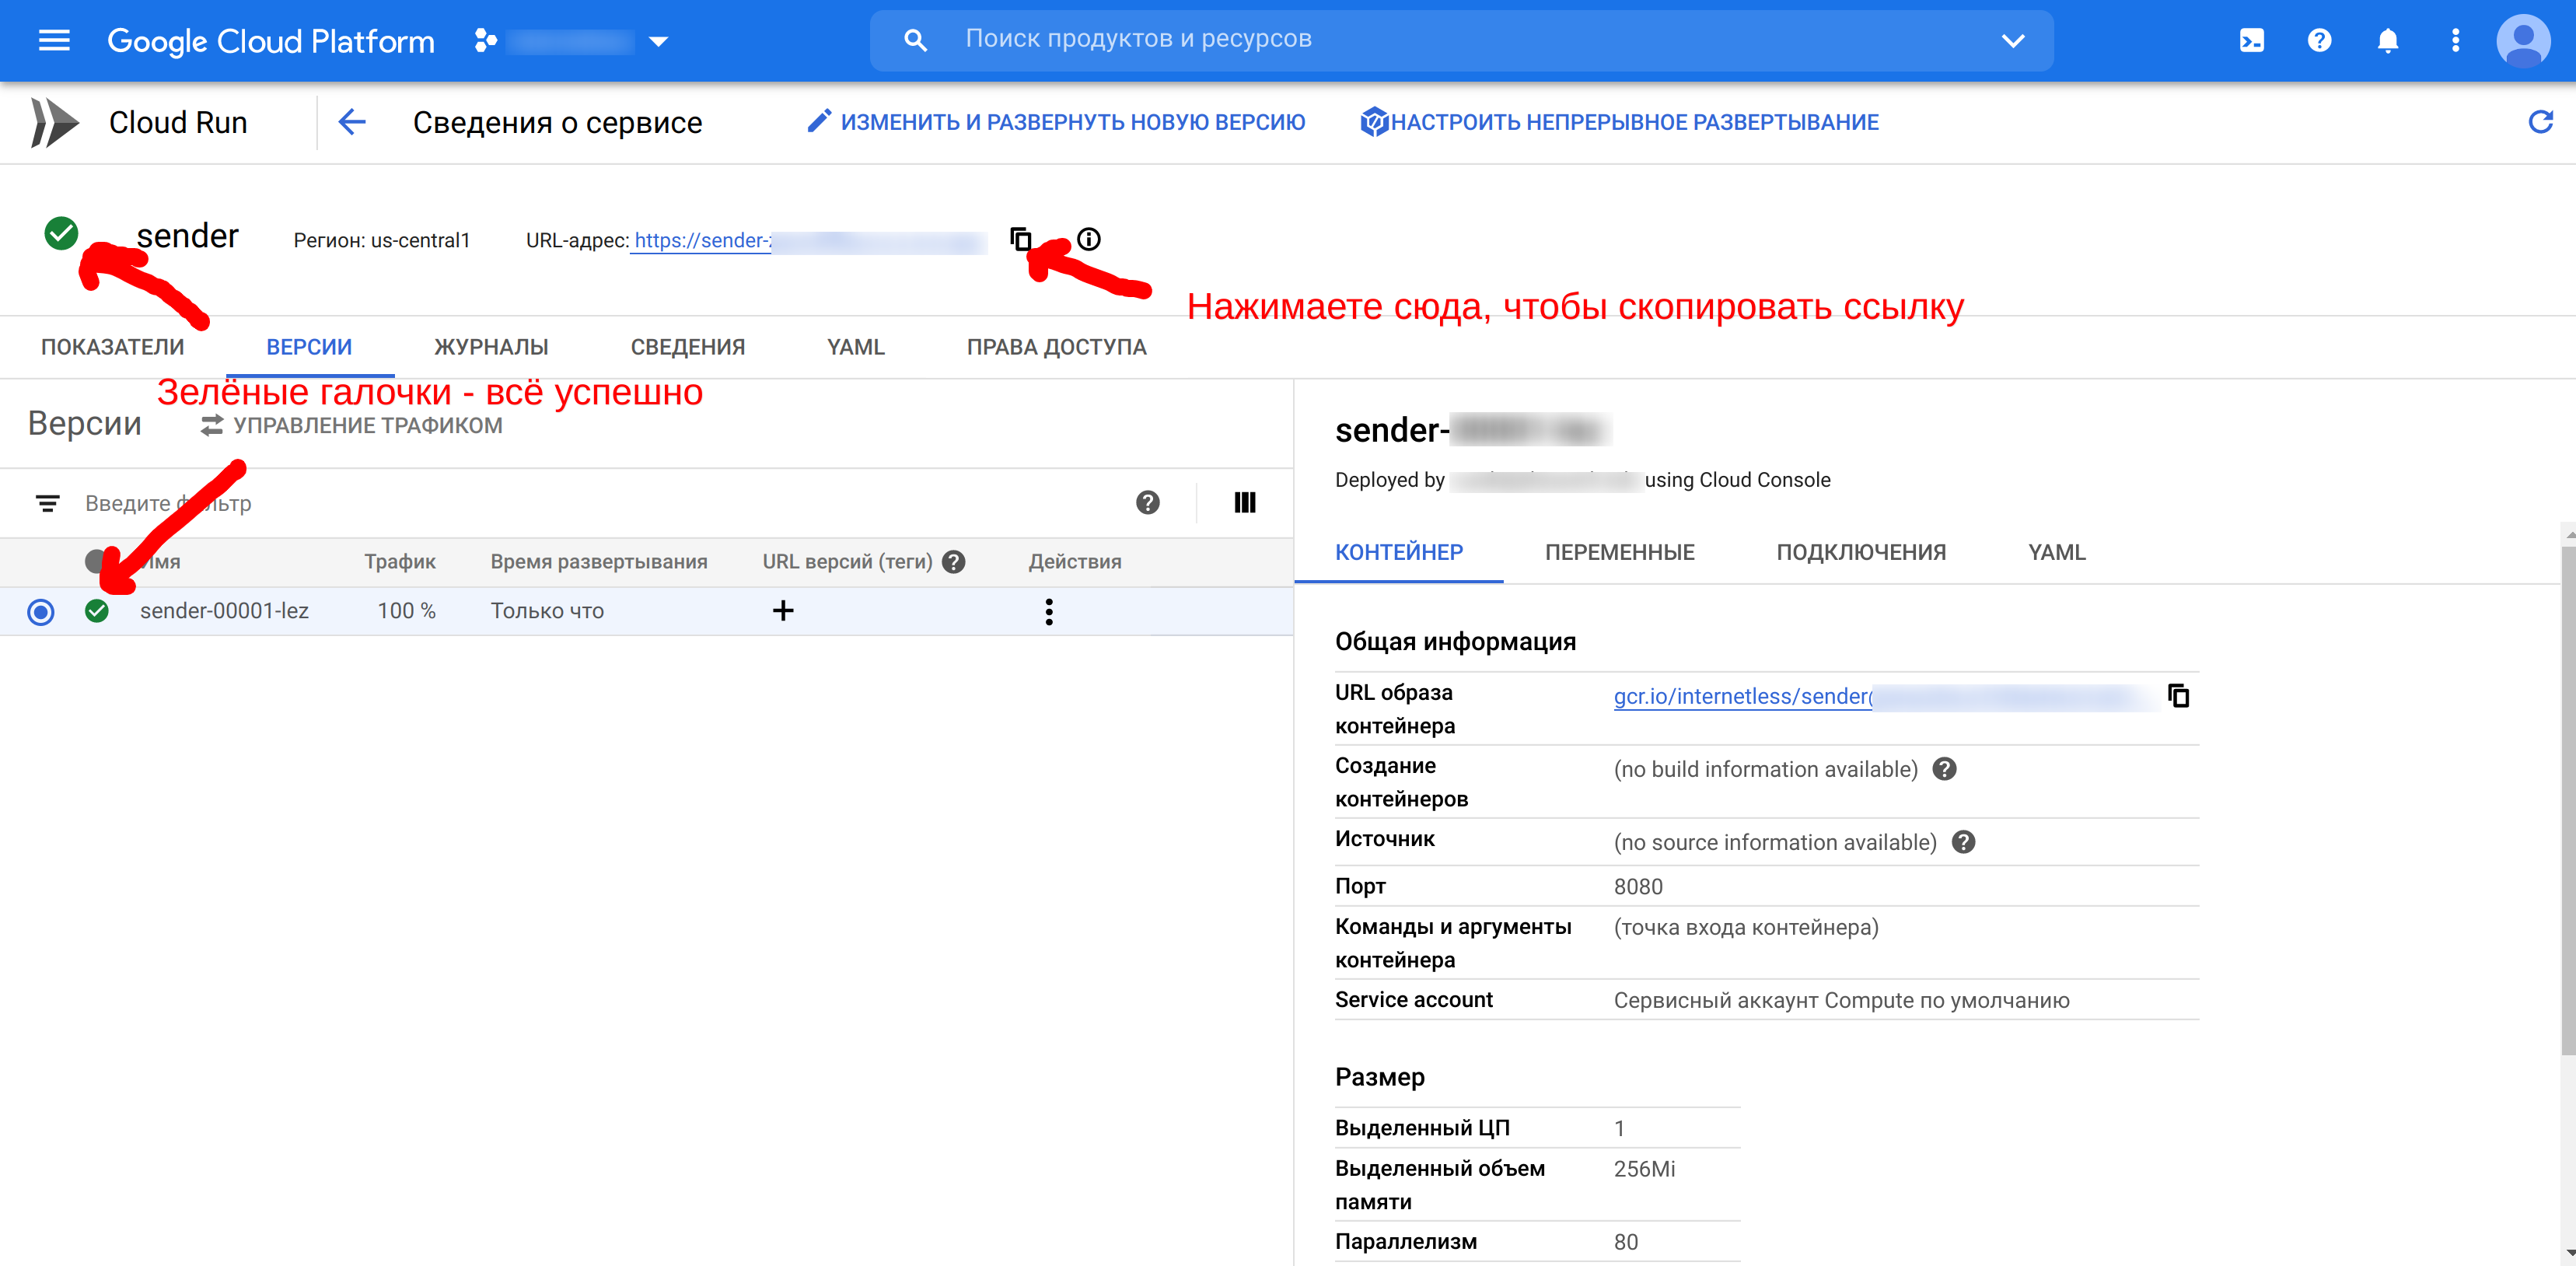 Google Cloud Platform
Поиск продуктов и ресурсов
Cloud Run
Сведения о сервисе
ИЗМЕНИТЬ И РАЗВЕРНУТЬ НОВУЮ ВЕРСИЮ
НАСТРОИТЬ НЕПРЕРЫВНОЕ РАЗВЕРТЫВАНИЕ
sender
Регион: us-central1
URL-адрес: https://sender-
Нажимаете сюда, чтобы скопировать ссылку
ПОКАЗАТЕЛИ
ВЕРСИИ
ЖУРНАЛЫ
СВЕДЕНИЯ
YAML
ПРАВА ДОСТУПА
Зелёные галочки - всё успешно
Версии
УПРАВЛЕНИЕ ТРАФИКОМ
Введите фильтр
Имя
Трафик
Время развертывания
URL версий (теги)
Действия
sender-00001-lez
100 %
Только что
sender-
Deployed by using Cloud Console
КОНТЕЙНЕР
ПЕРЕМЕННЫЕ
ПОДКЛЮЧЕНИЯ
YAML
Общая информация
URL образа
контейнера
gcr.io/internetless/sender
Создание
контейнеров
(no build information available)
Источник
(no source information available)
Порт
8080
Команды и аргументы
контейнера
(точка входа контейнера)
Service account
Сервисный аккаунт Compute по умолчанию
Размер
Выделенный ЦП
1
Выделенный объем
памяти
256Mi
Параллелизм
80